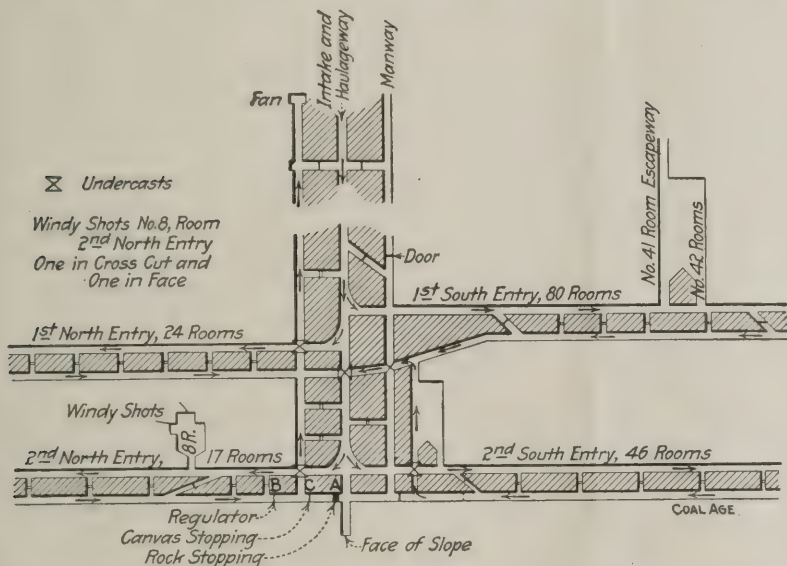 Fan
Intake and
Haulageway
Manway
Undercasts
Windy Shots No.8, Room
2nd North Entry
One in Cross Cut and
One in Face
Door
No. 41 Room Escapeway
No. 42 Rooms
1st South Entry, 80 Rooms
1st North Entry, 24 Rooms
Windy Shots
8 R.
2nd North Entry, 17 Rooms
2nd South Entry, 46 Rooms
B C A
Regulator
Canvas Stopping
Rock Stopping
Face of Slope
COAL AGE